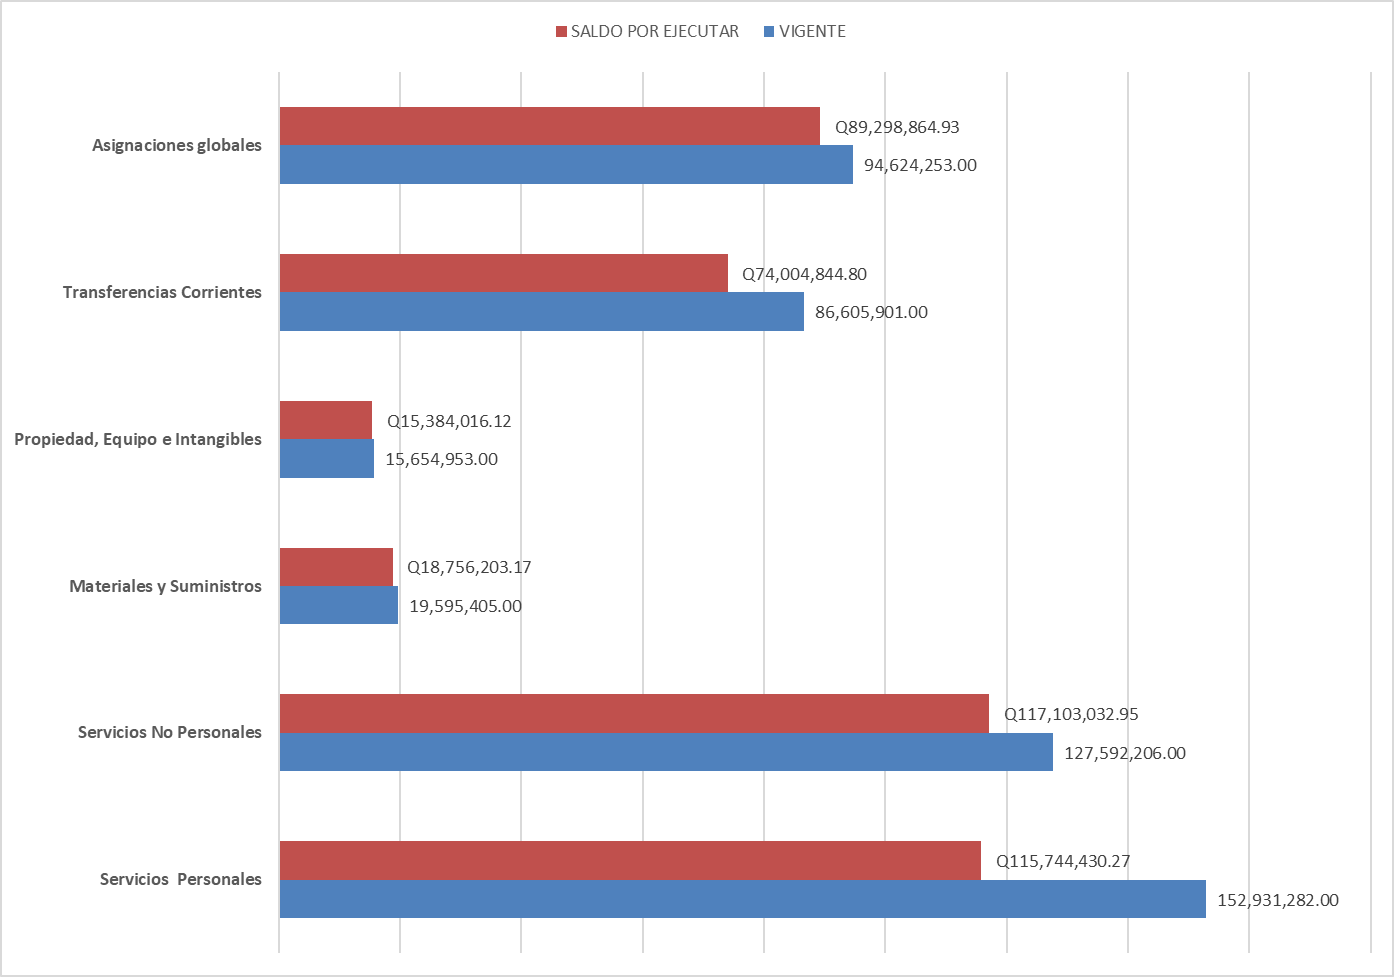 SALDO POR EJECUTAR VIGENTE
Asignaciones globales
Q89,298,864.93
94,624,253.00
Transferencias Corrientes
Q74,004,844.80
86,605,901.00
Propiedad, Equipo e Intangibles
Q15,384,016.12
15,654,953.00
Materiales y Suministros
Q18,756,203.17
19,595,405.00
Servicios No Personales
Q117,103,032.95
127,592,206.00
Servicios  Personales
Q115,744,430.27
152,931,282.00